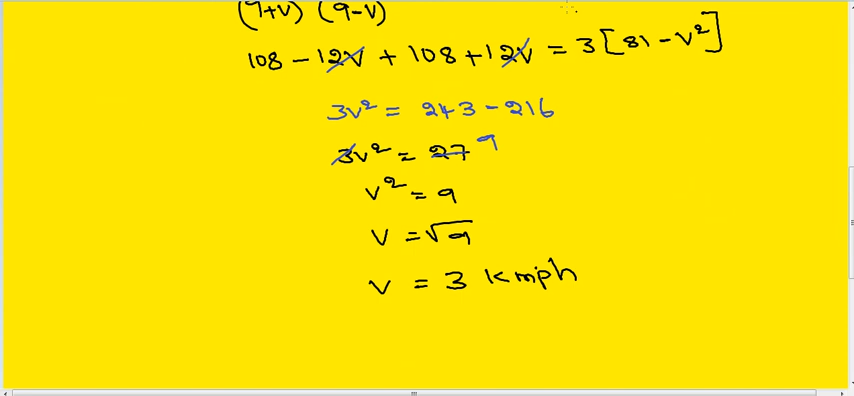 (9+v) (9-v)
108 - 12v + 108 + 12v = 3[81 - v²]
3v² = 243 - 216
3v² = 27 9
v² = 9
v = √9
v = 3 kmph